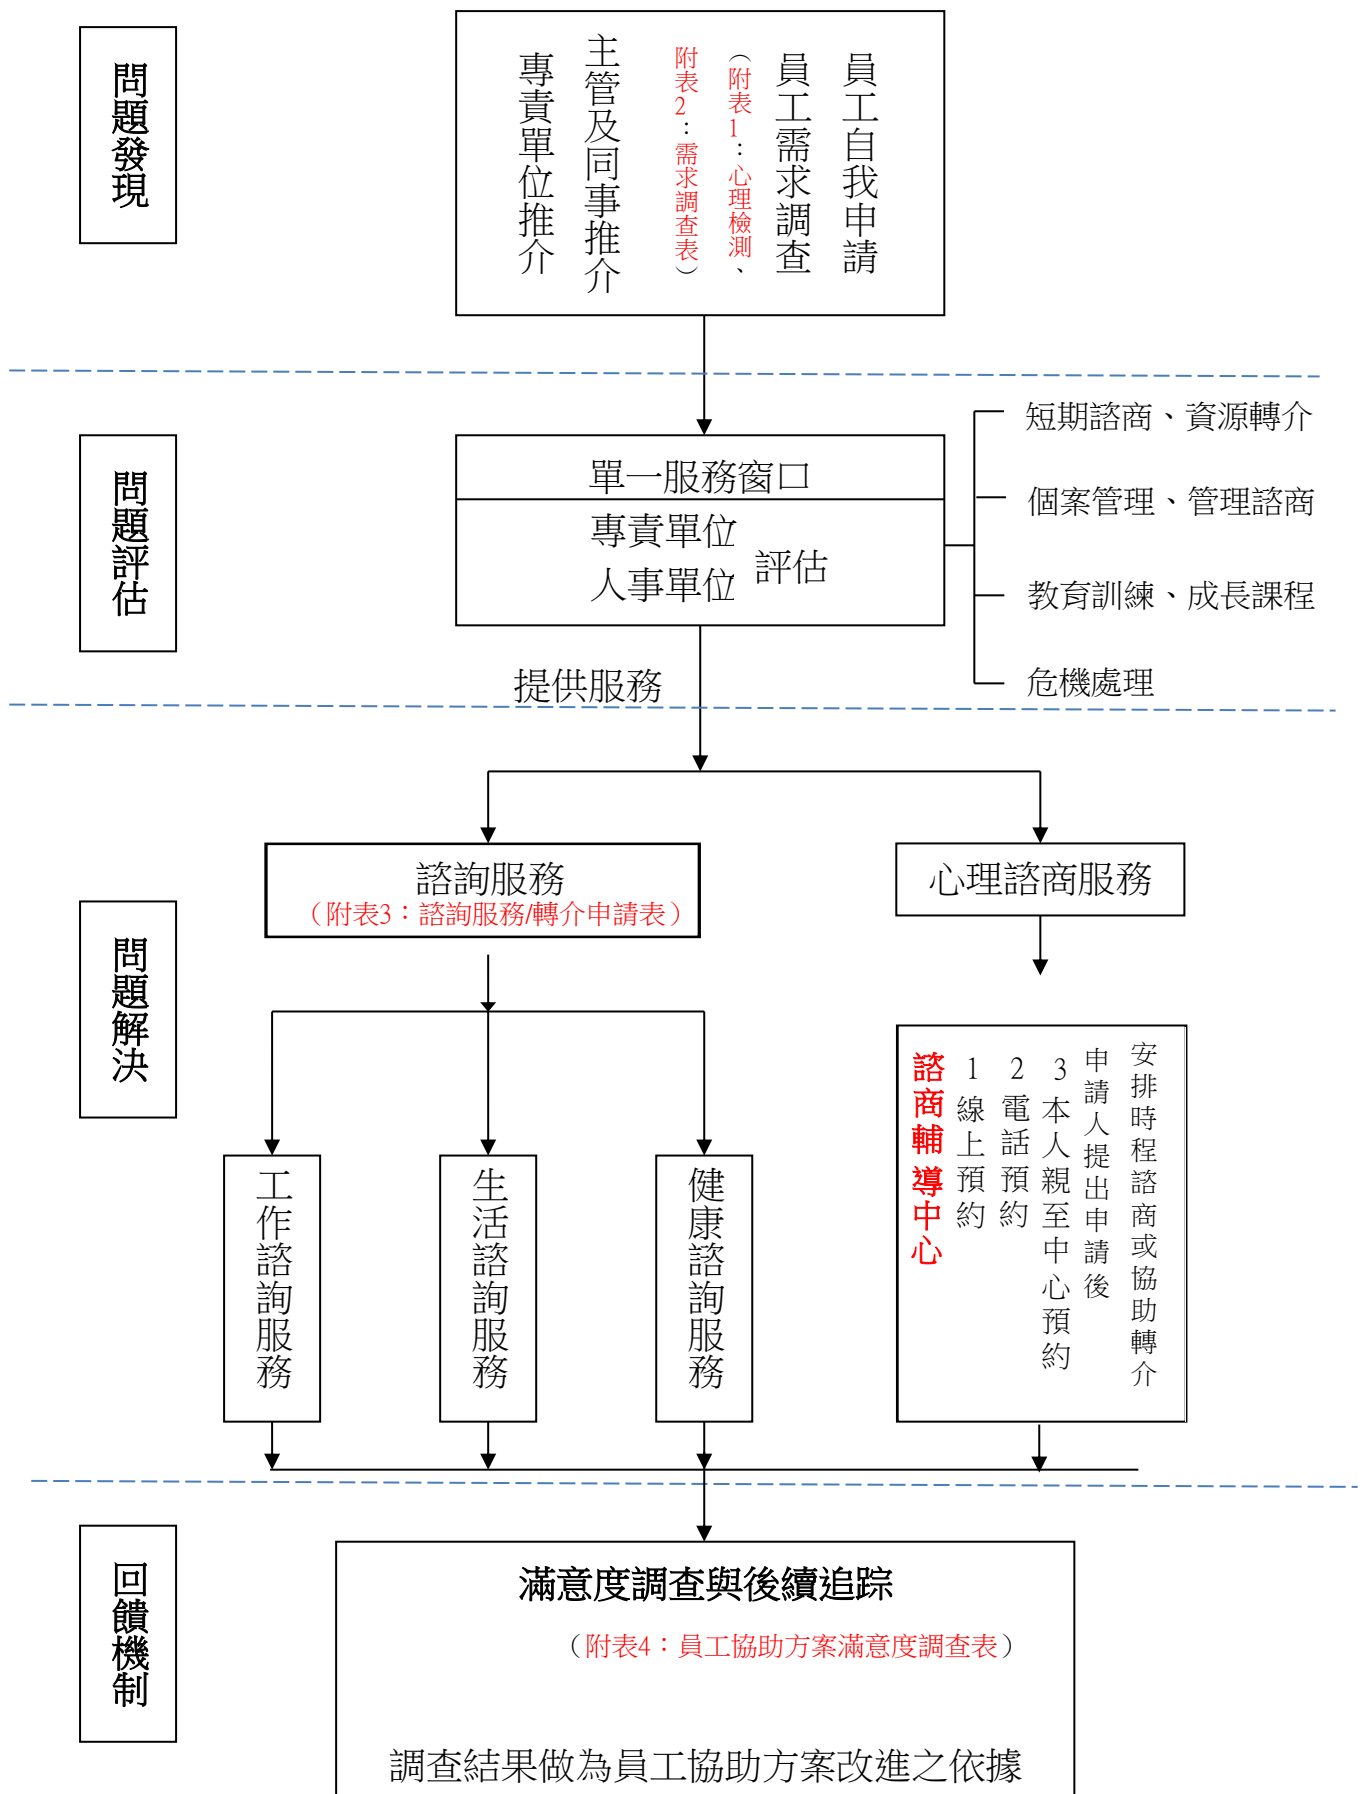 問題發現
員工自我申請
員工需求調查
（附表1：心理檢測、
附表2：需求調查表）
主管及同事推介
專責單位推介
問題評估
單一服務窗口
專責單位
人事單位
評估
短期諮商、資源轉介
個案管理、管理諮商
教育訓練、成長課程
危機處理
提供服務
問題解決
諮詢服務
（附表3：諮詢服務/轉介申請表）
心理諮商服務
工作諮詢服務
生活諮詢服務
健康諮詢服務
諮商輔導中心
1線上預約
2電話預約
3本人親至中心預約
申請人提出申請後
安排時程諮商或協助轉介
回饋機制
滿意度調查與後續追踪
（附表4：員工協助方案滿意度調查表）
調查結果做為員工協助方案改進之依據